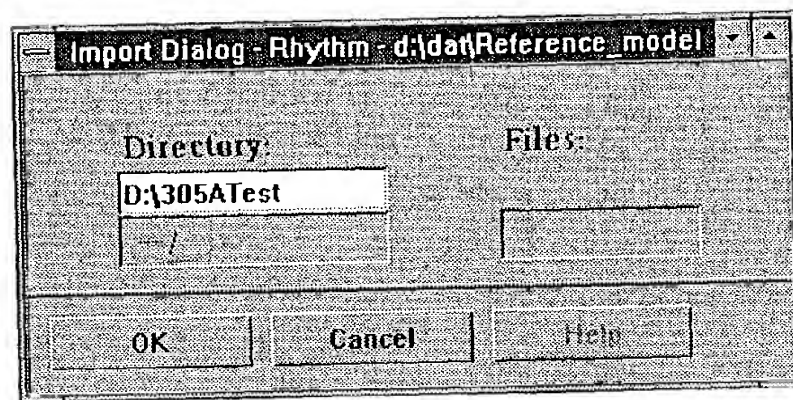 Import Dialog - Rhythm - d:\dat\Reference_model
Directory:
Files:
D:\305ATest
/
OK
Cancel
Help